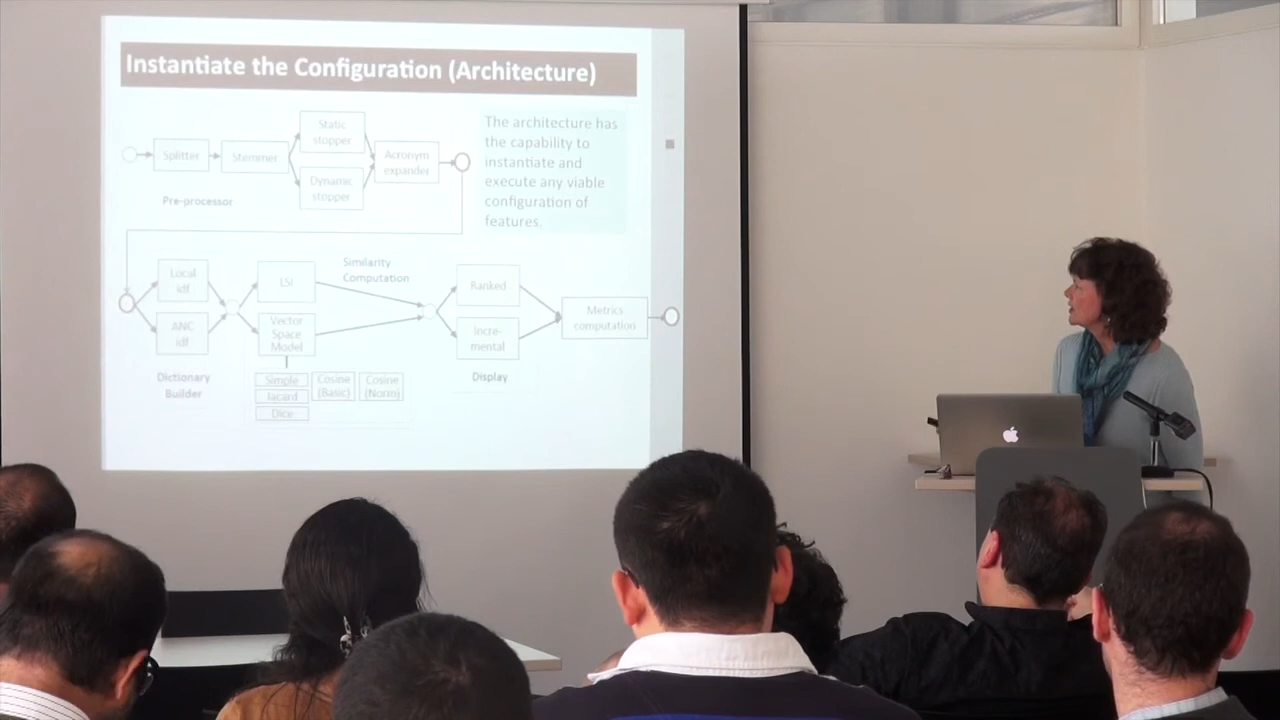 Instantiate the Configuration (Architecture)
Splitter
Stemmer
Static
stopper
Dynamic
stopper
Acronym
expander
Pre-processor
The architecture has
the capability to
instantiate and
execute any viable
configuration of
features.
Local
idf
ANC
idf
Dictionary
Builder
LSI
Vector
Space
Model
Simple
Jacard
Dice
Cosine
(Basic)
Cosine
(Norm)
Similarity
Computation
Ranked
Incre-
mental
Display
Metrics
computation